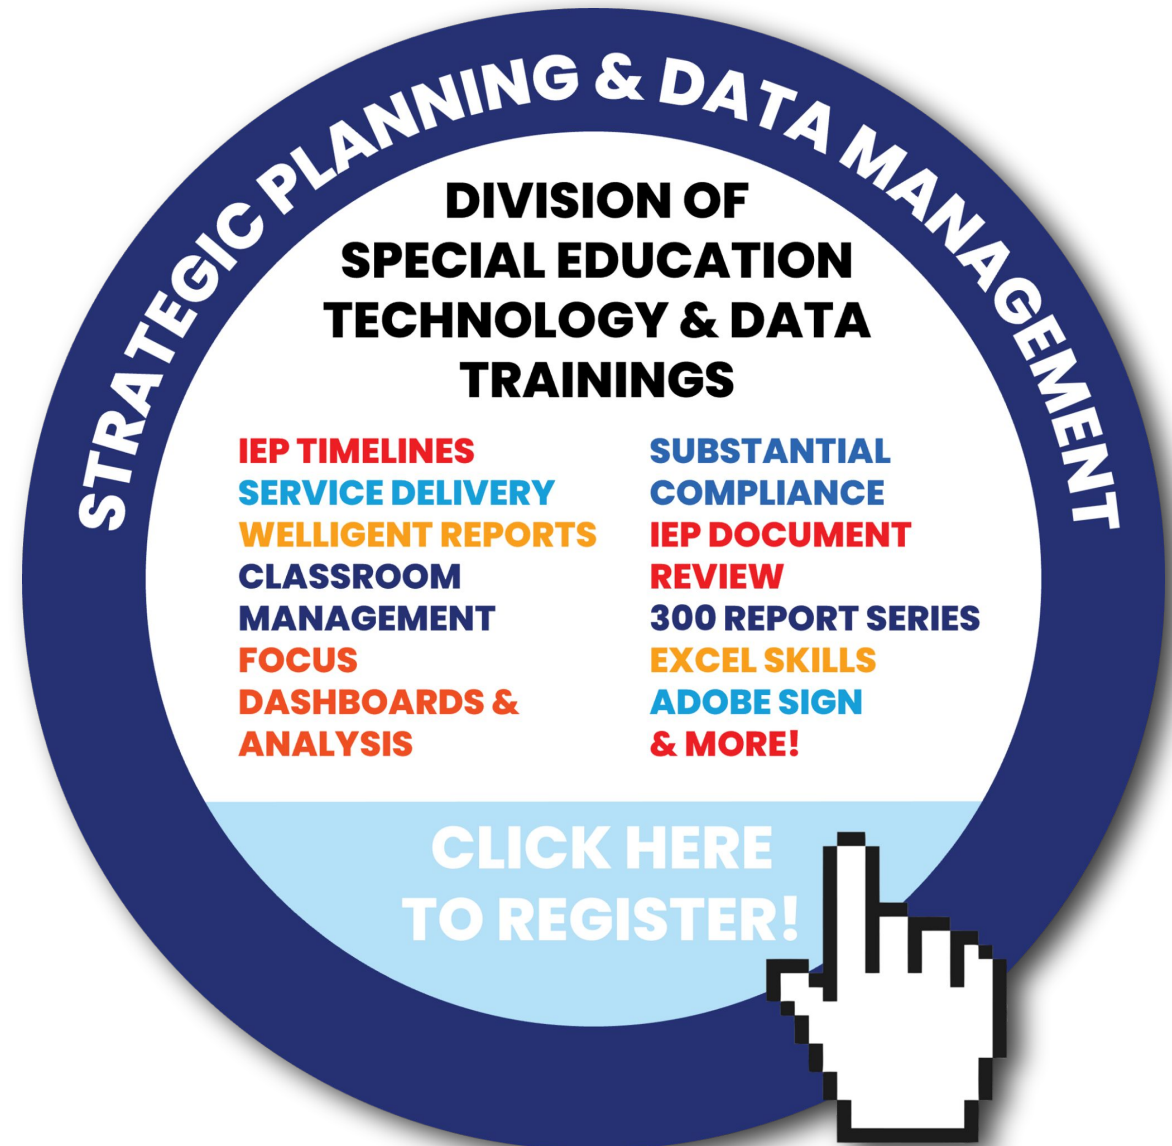 STRATEGIC PLANNING & DATA MANAGEMENT
DIVISION OF
SPECIAL EDUCATION
TECHNOLOGY & DATA
TRAININGS
IEP TIMELINES
SERVICE DELIVERY
WELLIGENT REPORTS
CLASSROOM
MANAGEMENT
FOCUS
DASHBOARDS &
ANALYSIS
SUBSTANTIAL
COMPLIANCE
IEP DOCUMENT
REVIEW
300 REPORT SERIES
EXCEL SKILLS
ADOBE SIGN
& MORE!
CLICK HERE
TO REGISTER!